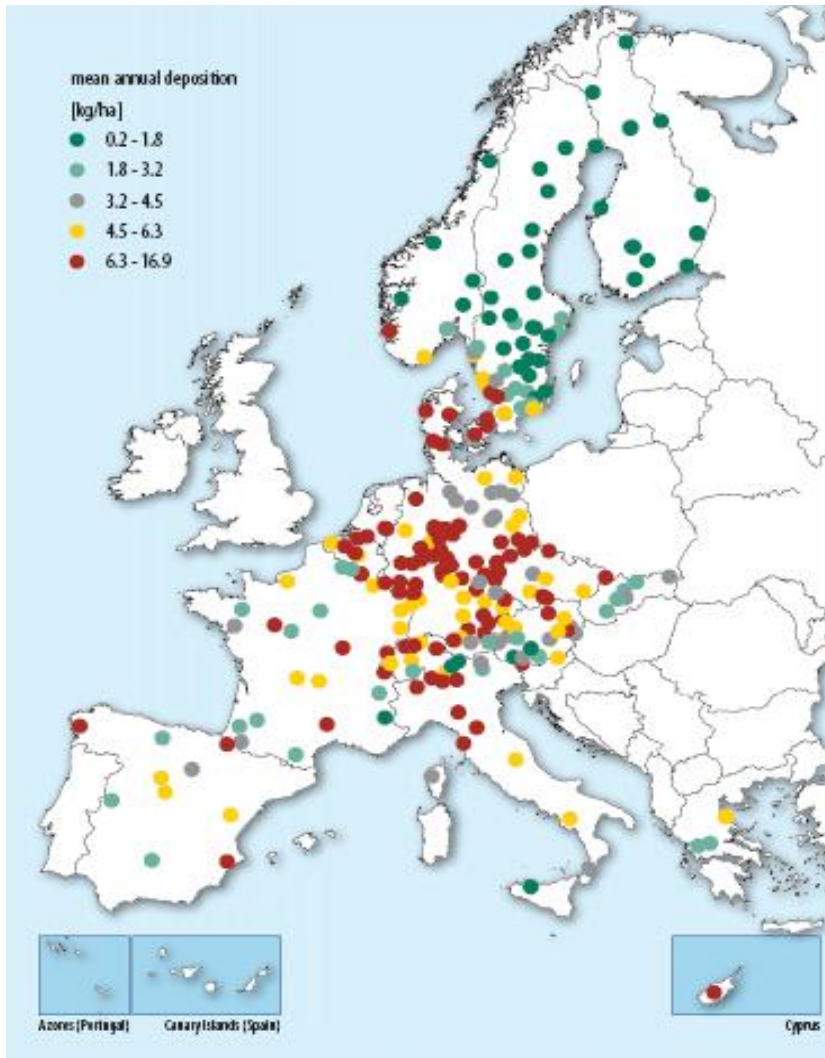 mean annual deposition
[kg/ha]
0.2 - 1.8
1.8 - 3.2
3.2 - 4.5
4.5 - 6.3
6.3 - 16.9
Azores (Portugal)
Canary Islands (Spain)
Cyprus